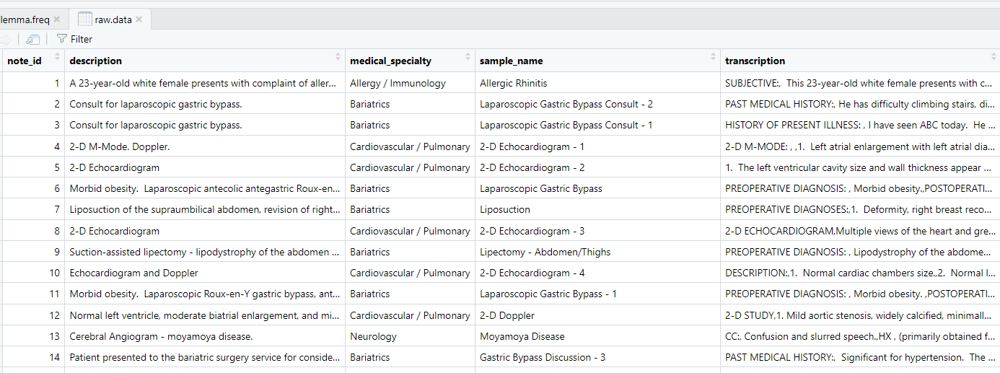 lemma.freq × raw.data ×
Filter
note_id description medical_specialty sample_name transcription
1 A 23-year-old white female presents with complaint of aller... Allergy / Immunology Allergic Rhinitis SUBJECTIVE:, This 23-year-old white female presents with c...
2 Consult for laparoscopic gastric bypass. Bariatrics Laparoscopic Gastric Bypass Consult - 2 PAST MEDICAL HISTORY:, He has difficulty climbing stairs, di...
3 Consult for laparoscopic gastric bypass. Bariatrics Laparoscopic Gastric Bypass Consult - 1 HISTORY OF PRESENT ILLNESS: , I have seen ABC today. He ...
4 2-D M-Mode. Doppler. Cardiovascular / Pulmonary 2-D Echocardiogram - 1 2-D M-MODE: , ,1. Left atrial enlargement with left atrial dia...
5 2-D Echocardiogram Cardiovascular / Pulmonary 2-D Echocardiogram - 2 1. The left ventricular cavity size and wall thickness appear ...
6 Morbid obesity. Laparoscopic antecolic antegastric Roux-en... Bariatrics Laparoscopic Gastric Bypass PREOPERATIVE DIAGNOSIS: , Morbid obesity.,POSTOPERATI...
7 Liposuction of the supraumbilical abdomen, revision of right... Bariatrics Liposuction PREOPERATIVE DIAGNOSES:,1. Deformity, right breast reco...
8 2-D Echocardiogram Cardiovascular / Pulmonary 2-D Echocardiogram - 3 2-D ECHOCARDIOGRAM,Multiple views of the heart and gre...
9 Suction-assisted lipectomy - lipodystrophy of the abdomen ... Bariatrics Lipectomy - Abdomen/Thighs PREOPERATIVE DIAGNOSIS: , Lipodystrophy of the abdome...
10 Echocardiogram and Doppler Cardiovascular / Pulmonary 2-D Echocardiogram - 4 DESCRIPTION:,1. Normal cardiac chambers size.,2. Normal l...
11 Morbid obesity. Laparoscopic Roux-en-Y gastric bypass, ant... Bariatrics Laparoscopic Gastric Bypass - 1 PREOPERATIVE DIAGNOSIS: , Morbid obesity. ,POSTOPERATI...
12 Normal left ventricle, moderate biatrial enlargement, and mi... Cardiovascular / Pulmonary 2-D Doppler 2-D STUDY,1. Mild aortic stenosis, widely calcified, minimall...
13 Cerebral Angiogram - moyamoya disease. Neurology Moyamoya Disease CC:, Confusion and slurred speech.,HX , (primarily obtained f...
14 Patient presented to the bariatric surgery service for conside... Bariatrics Gastric Bypass Discussion - 3 PAST MEDICAL HISTORY:, Significant for hypertension. The ...